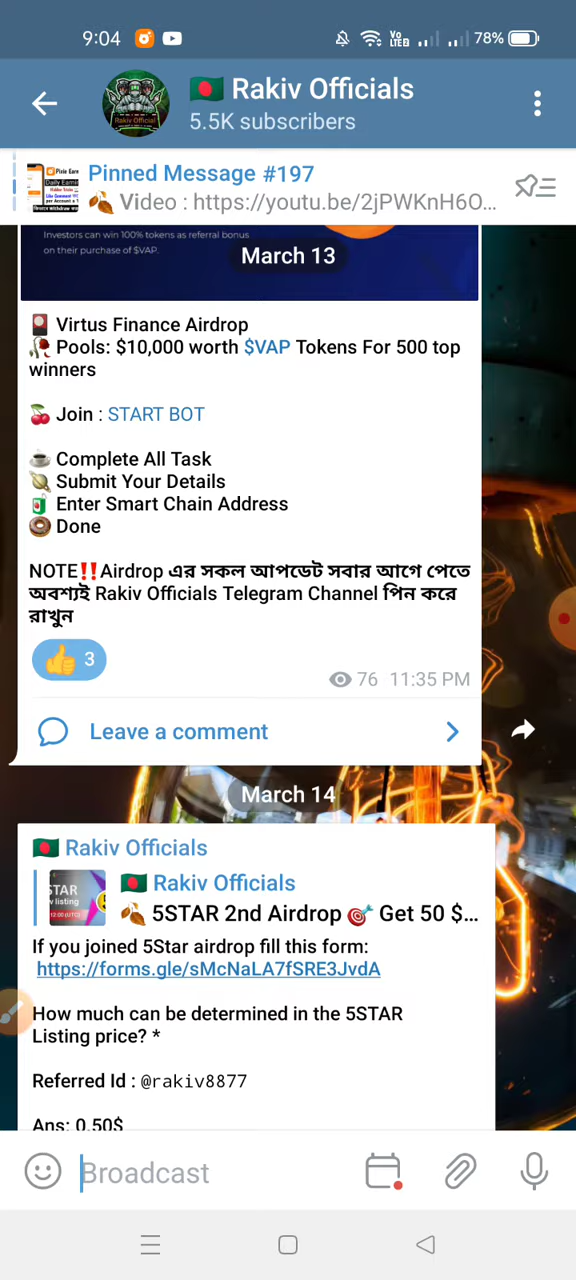 9:04
Vo
LTE2
78%
Rakiv Officials
5.5K subscribers
Pinned Message #197
Video : https://youtu.be/2jPWKnH6O...
Investors can win 100% tokens as referral bonus
on their purchase of $VAP.
March 13
Virtus Finance Airdrop
Pools: $10,000 worth $VAP Tokens For 500 top
winners
Join : START BOT
Complete All Task
Submit Your Details
Enter Smart Chain Address
Done
NOTE‼️Airdrop এর সকল আপডেট সবার আগে পেতে
অবশ্যই Rakiv Officials Telegram Channel পিন করে
রাখুন
3
76 11:35 PM
Leave a comment
March 14
Rakiv Officials
Rakiv Officials
5STAR 2nd Airdrop 🎯 Get 50 $...
If you joined 5Star airdrop fill this form:
https://forms.gle/sMcNaLA7fSRE3JvdA
How much can be determined in the 5STAR
Listing price? *
Referred Id : @rakiv8877
Ans: 0.50$
Broadcast